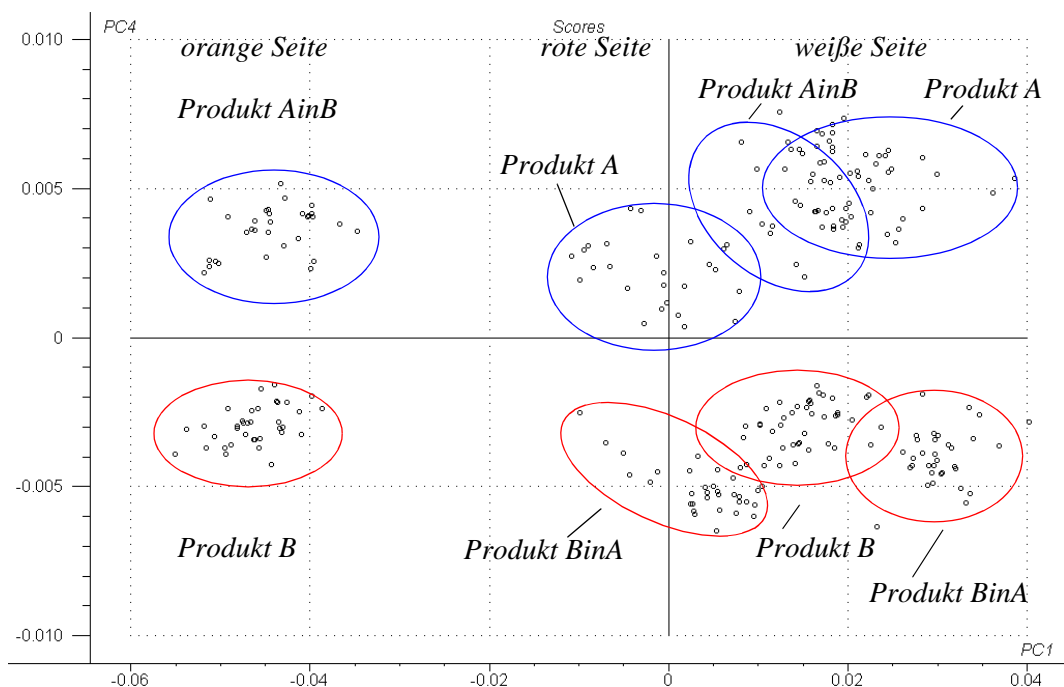 PC4
Scores
0.010
orange Seite
rote Seite
weiße Seite
Produkt AinB
Produkt AinB
Produkt A
Produkt A
0.005
0
-0.005
Produkt B
Produkt BinA
Produkt B
Produkt BinA
-0.010
PC1
-0.06
-0.04
-0.02
0
0.02
0.04